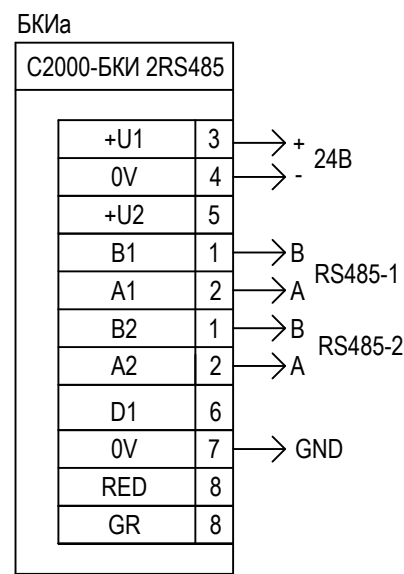 БКИа
С2000-БКИ 2RS485
+U1 3 +
24В
0V 4 -
+U2 5
B1 1 B
RS485-1
A1 2 A
B2 1 B
RS485-2
A2 2 A
D1 6
0V 7 GND
RED 8
GR 8